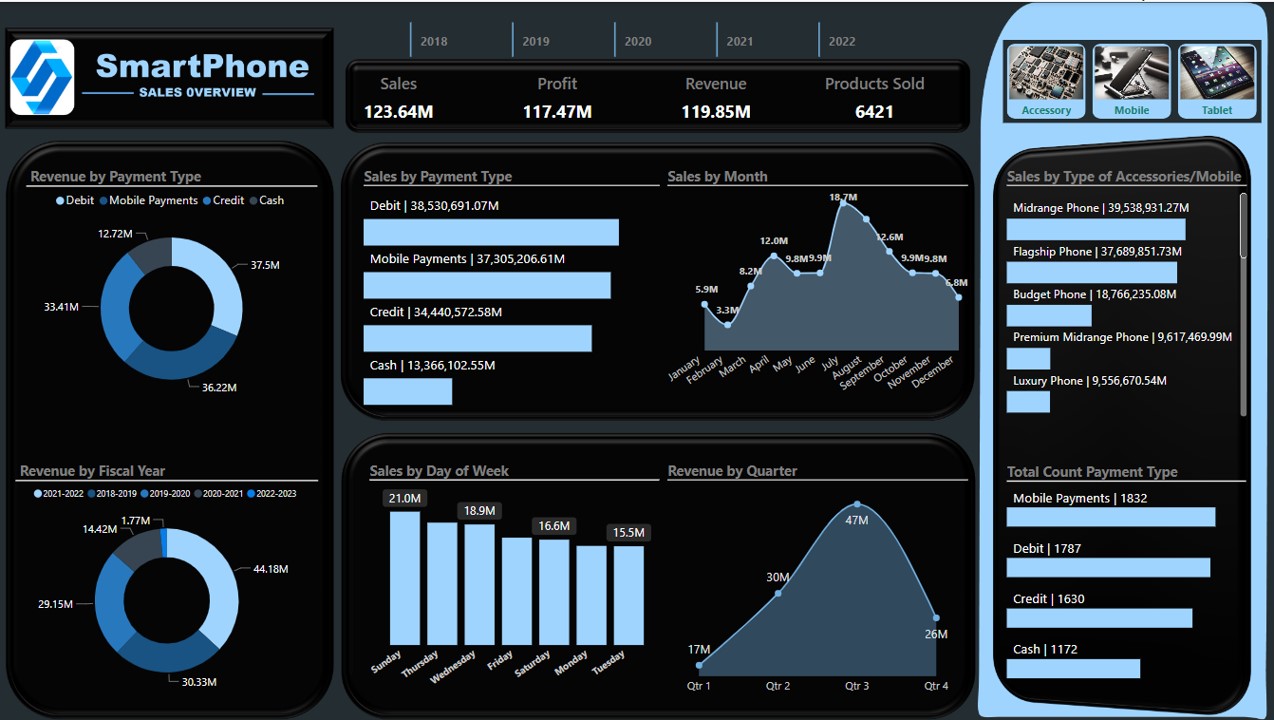 SmartPhone
SALES 0VERVIEW
2018
2019
2020
2021
2022
Sales
Profit
Revenue
Products Sold
123.64M
117.47M
119.85M
6421
Accessory
Mobile
Tablet
Revenue by Payment Type
Debit
Mobile Payments
Credit
Cash
12.72M
37.5M
33.41M
36.22M
Sales by Payment Type
Debit | 38,530,691.07M
Mobile Payments | 37,305,206.61M
Credit | 34,440,572.58M
Cash | 13,366,102.55M
Sales by Month
5.9M
3.3M
8.2M
12.0M
9.8M
9.9M
18.7M
12.6M
9.9M
9.8M
6.8M
January
February
March
April
May
June
July
August
September
October
November
December
Sales by Type of Accessories/Mobile
Midrange Phone | 39,538,931.27M
Flagship Phone | 37,689,851.73M
Budget Phone | 18,766,235.08M
Premium Midrange Phone | 9,617,469.99M
Luxury Phone | 9,556,670.54M
Revenue by Fiscal Year
2021-2022
2018-2019
2019-2020
2020-2021
2022-2023
1.77M
14.42M
44.18M
29.15M
30.33M
Sales by Day of Week
21.0M
18.9M
16.6M
15.5M
Sunday
Thursday
Wednesday
Friday
Saturday
Monday
Tuesday
Revenue by Quarter
17M
30M
47M
26M
Qtr 1
Qtr 2
Qtr 3
Qtr 4
Total Count Payment Type
Mobile Payments | 1832
Debit | 1787
Credit | 1630
Cash | 1172